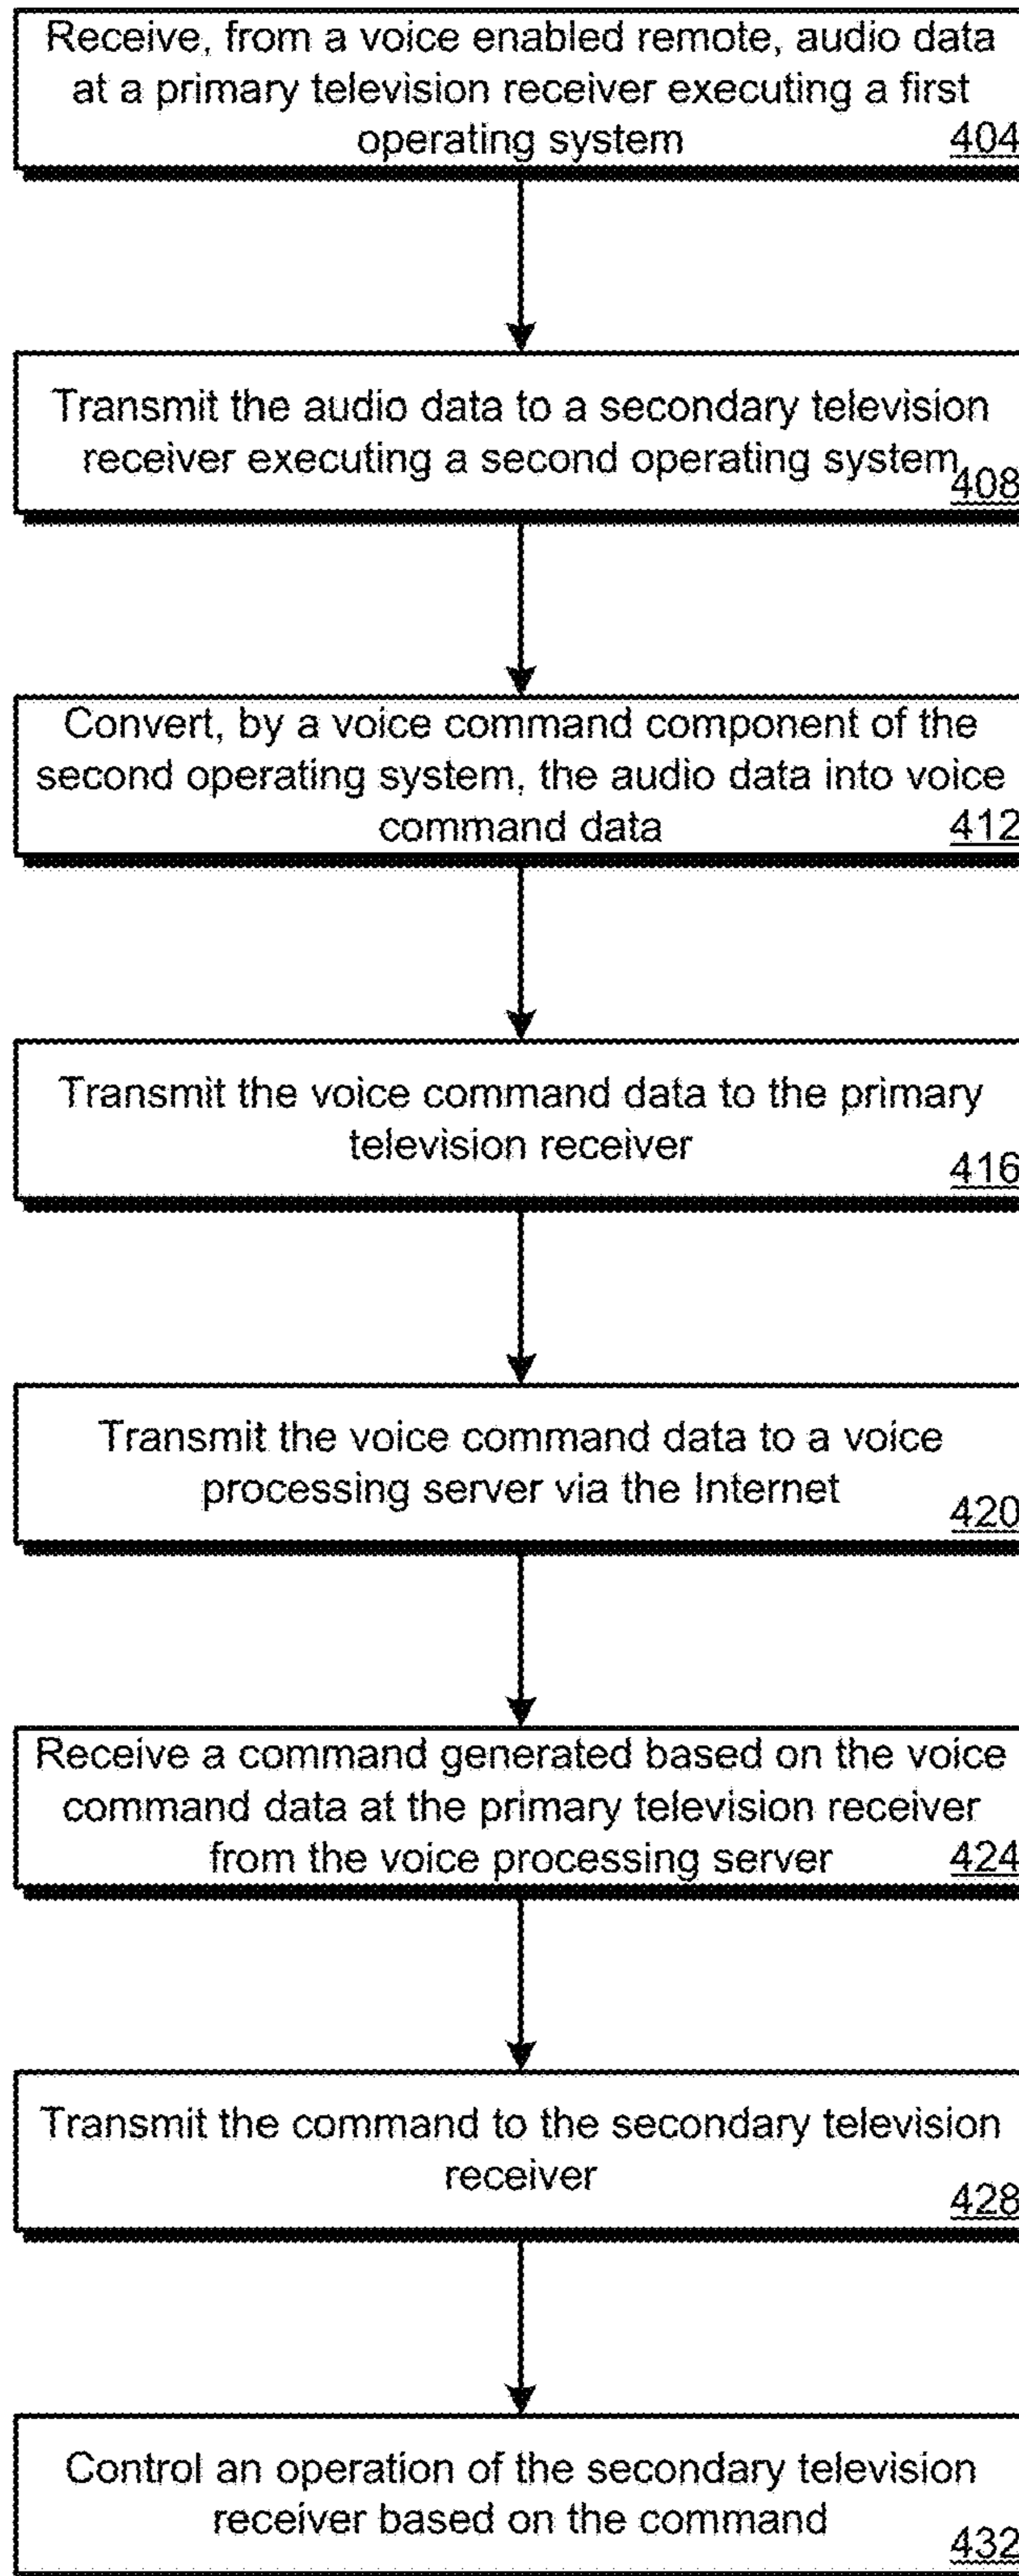 Receive, from a voice enabled remote, audio data
at a primary television receiver executing a first
operating system
404
Transmit the audio data to a secondary television
receiver executing a second operating system
408
Convert, by a voice command component of the
second operating system, the audio data into voice
command data
412
Transmit the voice command data to the primary
television receiver
416
Transmit the voice command data to a voice
processing server via the Internet
420
Receive a command generated based on the voice
command data at the primary television receiver
from the voice processing server
424
Transmit the command to the secondary television
receiver
428
Control an operation of the secondary television
receiver based on the command
432